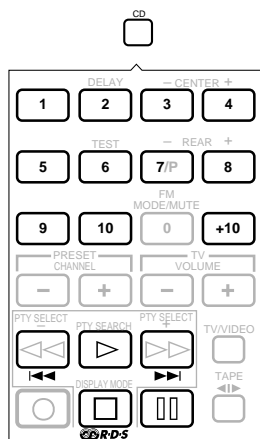 CD
DELAY – CENTER +
1 2 3 4
TEST – REAR +
5 6 7/P 8
FM
MODE/MUTE
9 10 0 +10
PRESET TV
CHANNEL VOLUME
– + – +
PTY SELECT – PTY SEARCH PTY SELECT + TV/VIDEO
TAPE
DISPLAY MODE
R·D·S